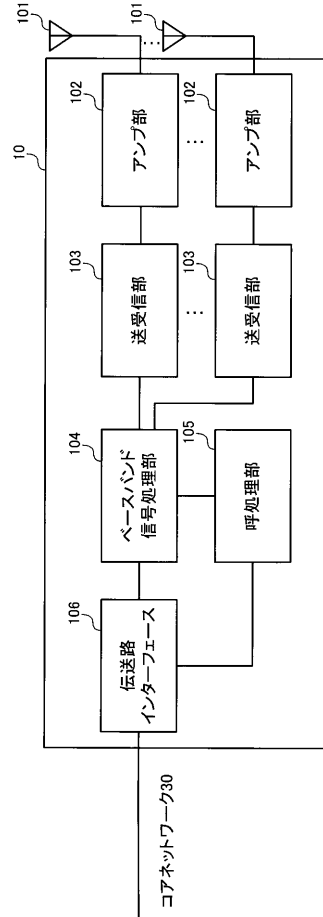 10
101
101
102
アンプ部
102
アンプ部
103
送受信部
103
送受信部
104
ベースバンド
信号処理部
105
呼処理部
106
伝送路
インターフェース
コアネットワーク30